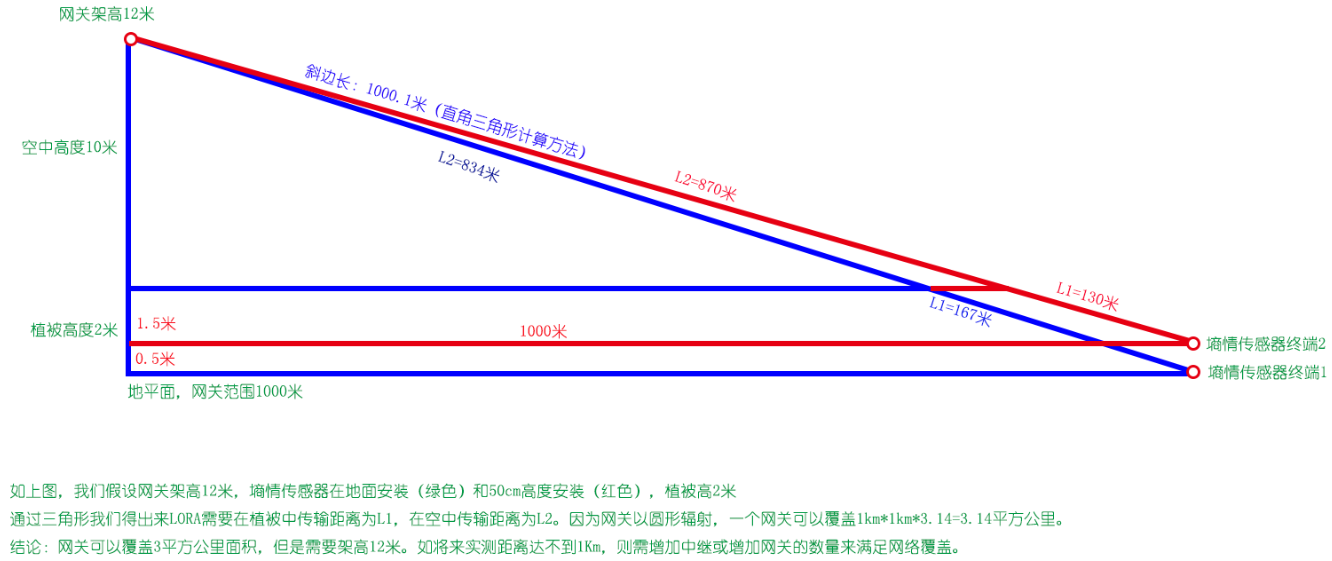 网关架高12米
斜边长：1000.1米（直角三角形计算方法）
空中高度10米
L2=834米
L2=870米
L1=130米
L1=167米
植被高度2米
1.5米
1000米
0.5米
墒情传感器终端2
墒情传感器终端1
地平面，网关范围1000米
如上图，我们假设网关架高12米，墒情传感器在地面安装（绿色）和50cm高度安装（红色），植被高2米
通过三角形我们得出来LORA需要在植被中传输距离为L1，在空中传输距离为L2。因为网关以圆形辐射，一个网关可以覆盖1km*1km*3.14=3.14平方公里。
结论：网关可以覆盖3平方公里面积，但是需要架高12米。如将来实测距离达不到1Km，则需增加中继或增加网关的数量来满足网络覆盖。